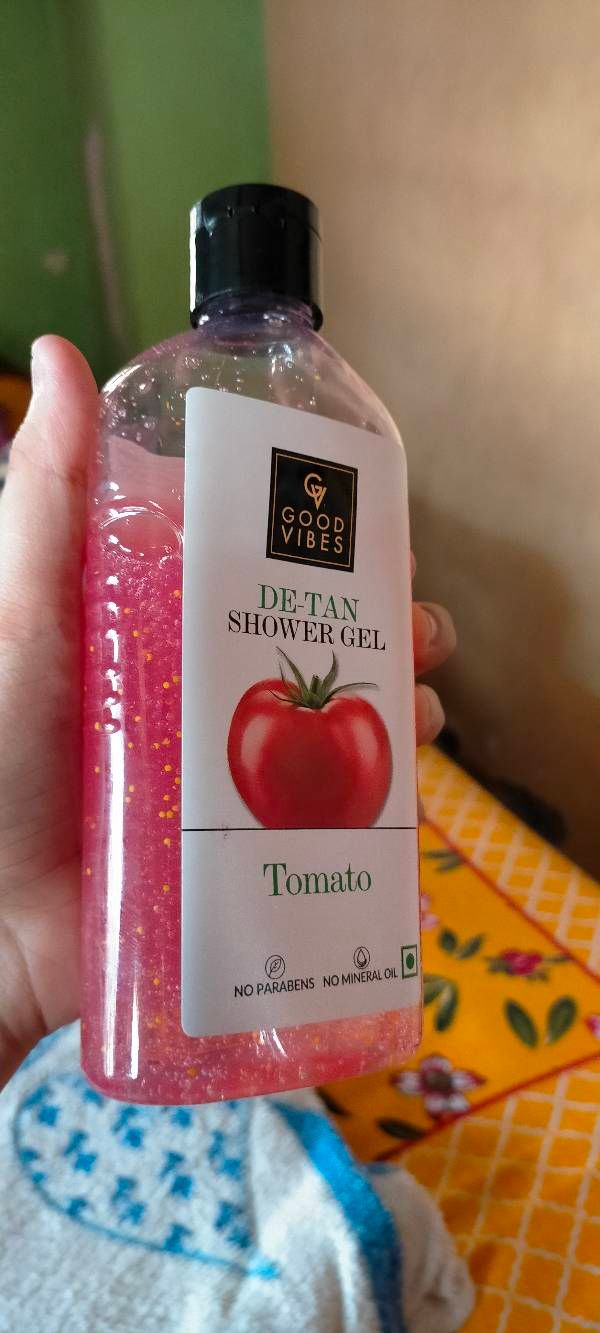 GV
GOOD
VIBES
DE-TAN
SHOWER GEL
Tomato
NO PARABENS NO MINERAL OIL